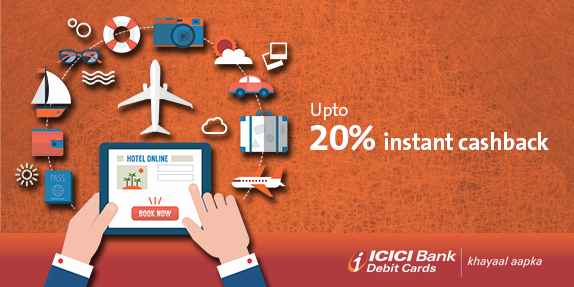 Upto
20% instant cashback
HOTEL ONLINE
BOOK NOW
PASS
ICICI Bank
Debit Cards
khayaal aapka